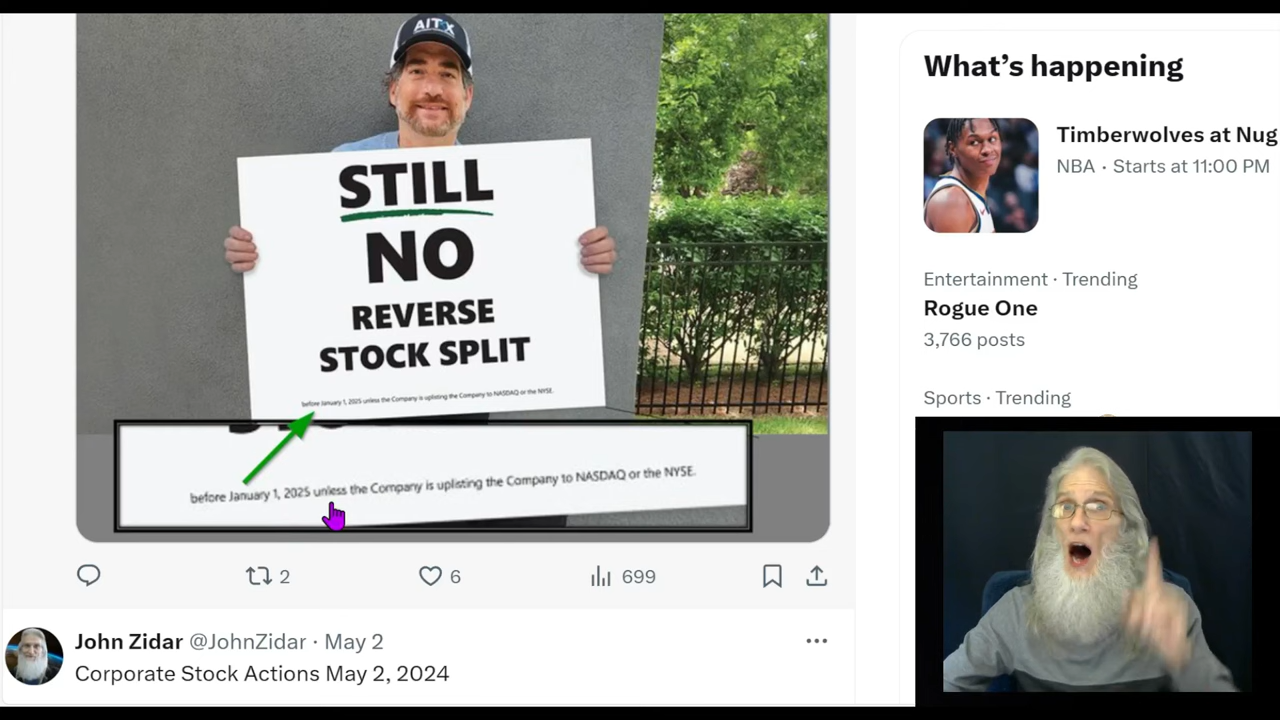 AITX
STILL
NO
REVERSE
STOCK SPLIT
before January 1, 2025 unless the Company is uplisting the Company to NASDAQ or the NYSE.
before January 1, 2025 unless the Company is uplisting the Company to NASDAQ or the NYSE.
2
6
699
John Zidar @JohnZidar · May 2
Corporate Stock Actions May 2, 2024
What's happening
Timberwolves at Nug
NBA · Starts at 11:00 PM
Entertainment · Trending
Rogue One
3,766 posts
Sports · Trending